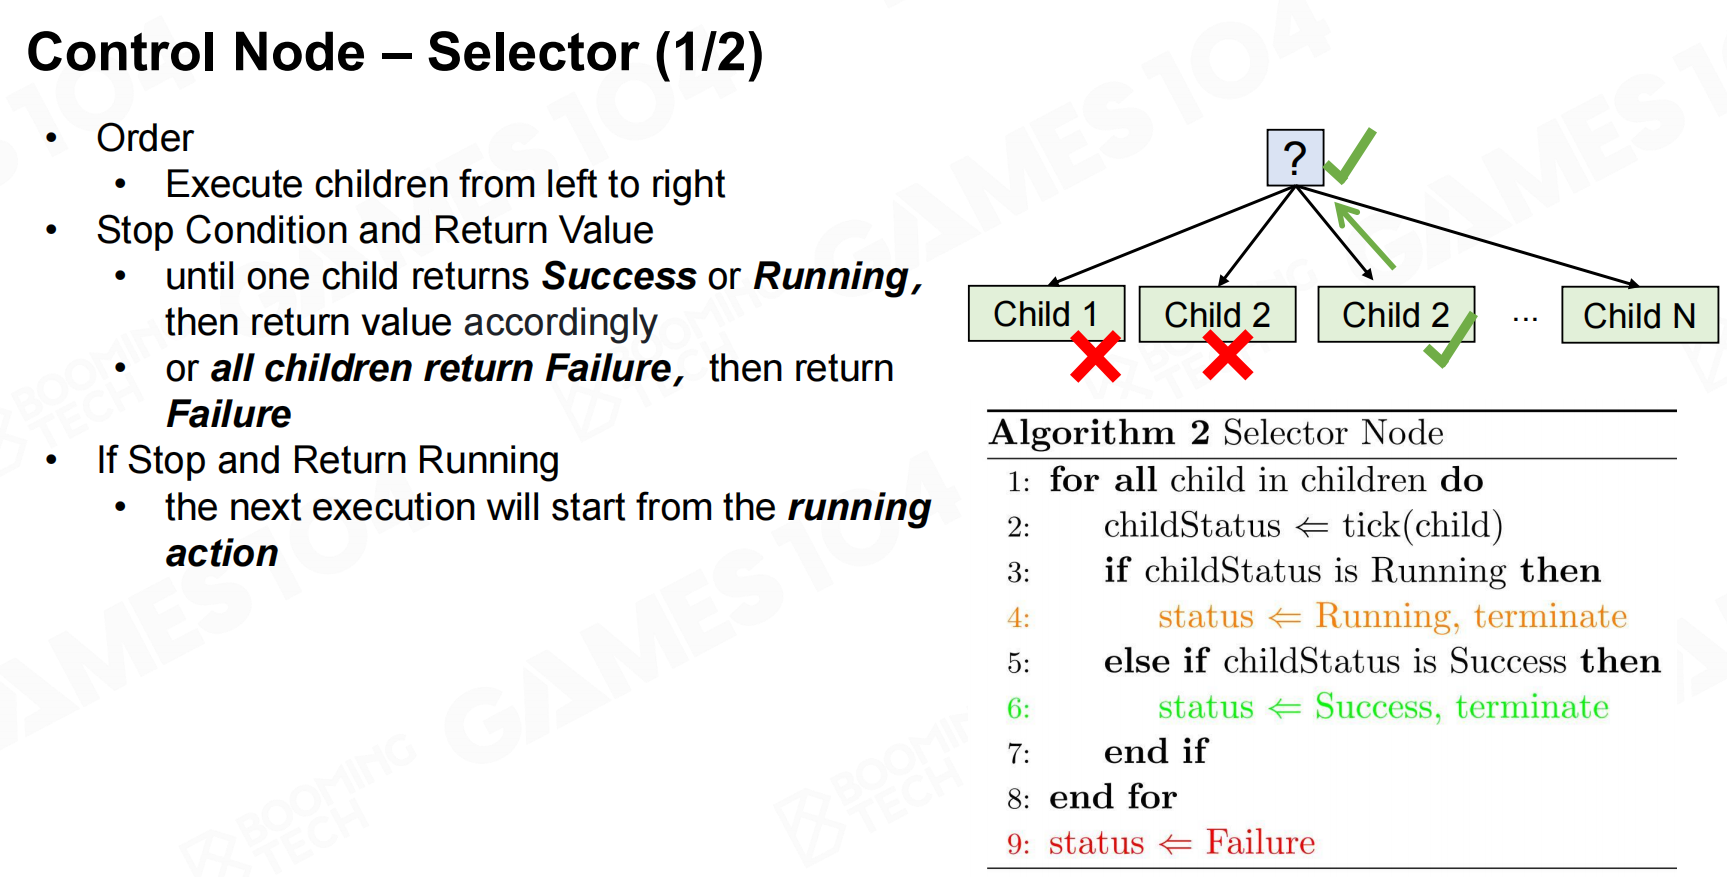 Control Node – Selector (1/2)
• Order
• Execute children from left to right
• Stop Condition and Return Value
• until one child returns Success or Running,
then return value accordingly
• or all children return Failure, then return
Failure
• If Stop and Return Running
• the next execution will start from the running
action
?
Child 1
Child 2
Child 2
...
Child N
Algorithm 2 Selector Node
1: for all child in children do
2: childStatus ⇐ tick(child)
3: if childStatus is Running then
4: status ⇐ Running, terminate
5: else if childStatus is Success then
6: status ⇐ Success, terminate
7: end if
8: end for
9: status ⇐ Failure
GAMES104
BOOMING
TECH